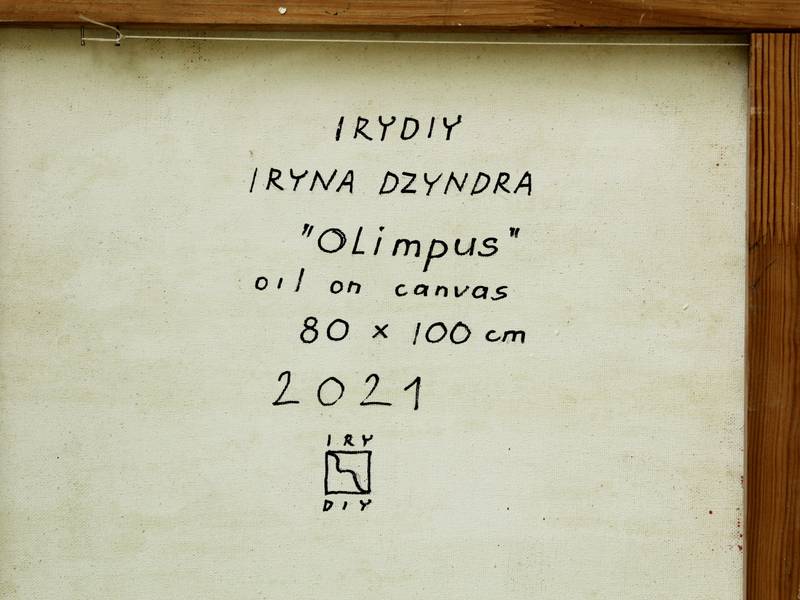 IRYDIY
IRYNA DZYNDRA
"OLimpus"
oil on canvas
80 × 100 cm
2021
IRY
DIY